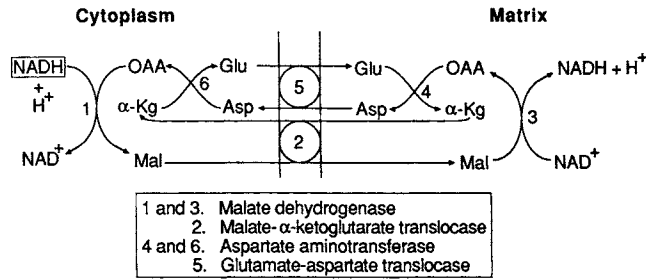 Cytoplasm Matrix
NADH OAA Glu Glu OAA NADH + H+
+ 6 5 4
H+ 1 α-Kg Asp Asp α-Kg 3
2
NAD+ Mal Mal NAD+
1 and 3. Malate dehydrogenase
2. Malate-α-ketoglutarate translocase
4 and 6. Aspartate aminotransferase
5. Glutamate-aspartate translocase